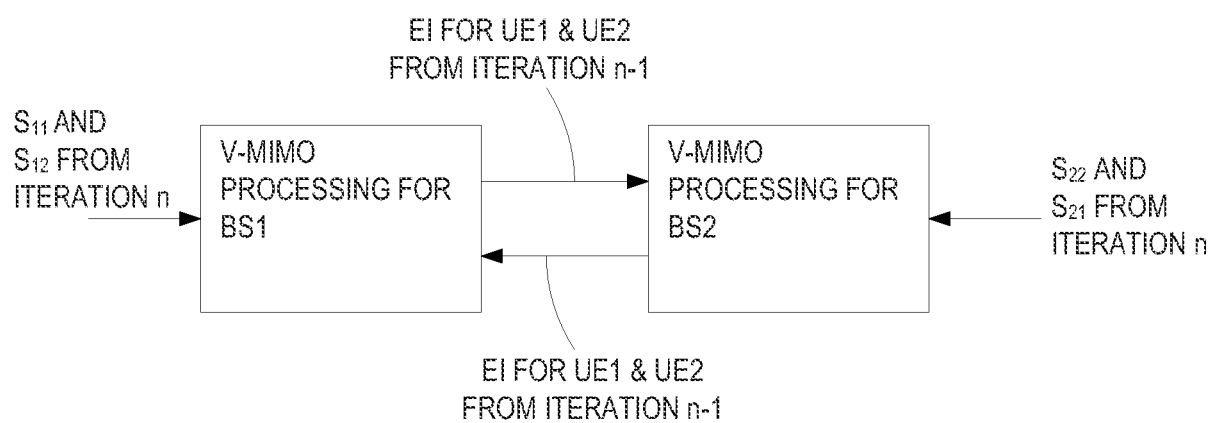 EI FOR UE1 & UE2
FROM ITERATION n-1
S₁₁ AND
S₁₂ FROM
ITERATION n
V-MIMO
PROCESSING FOR
BS1
V-MIMO
PROCESSING FOR
BS2
S₂₂ AND
S₂₁ FROM
ITERATION n
EI FOR UE1 & UE2
FROM ITERATION n-1